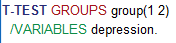 T-TEST GROUPS group(1 2)
/VARIABLES depression.